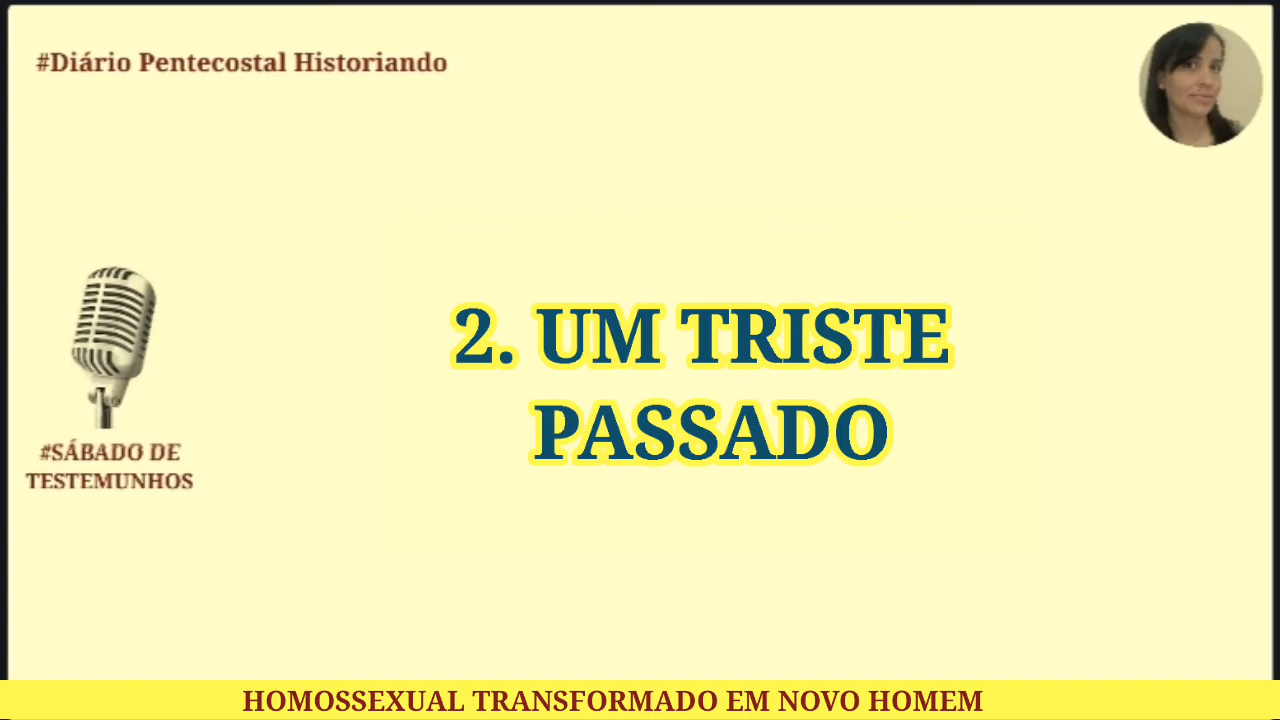 #Diário Pentecostal Historiando
2. UM TRISTE
PASSADO
#SÁBADO DE
TESTEMUNHOS
HOMOSSEXUAL TRANSFORMADO EM NOVO HOMEM